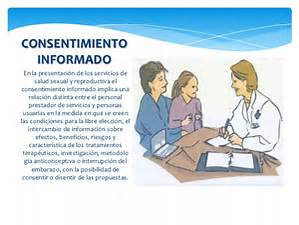 CONSENTIMIENTO
INFORMADO
En la presentación de los servicios de
salud sexual y reproductiva el
consentimiento informado implica una
relación distinta entre el personal
prestador de servicios y personas
usuarias en la medida en que se creen
las condiciones para la libre elección, el
intercambio de información sobre
efectos, beneficios, riesgos y
característica de los tratamientos
terapéuticos, investigación, metodolo
gía anticonceptiva o interrupción del
embarazo, con la posibilidad de
consentir o disentir de las propuestas.